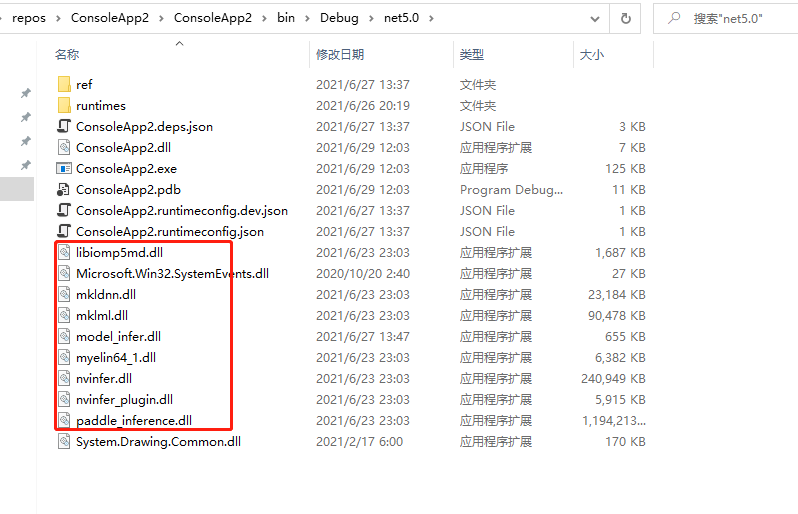 repos > ConsoleApp2 > ConsoleApp2 > bin > Debug > net5.0 > 搜索"net5.0"
名称 修改日期 类型 大小
ref 2021/6/27 13:37 文件夹
runtimes 2021/6/26 20:19 文件夹
ConsoleApp2.deps.json 2021/6/27 13:37 JSON File 3 KB
ConsoleApp2.dll 2021/6/29 12:03 应用程序扩展 7 KB
ConsoleApp2.exe 2021/6/29 12:03 应用程序 125 KB
ConsoleApp2.pdb 2021/6/29 12:03 Program Debug... 11 KB
ConsoleApp2.runtimeconfig.dev.json 2021/6/27 13:37 JSON File 1 KB
ConsoleApp2.runtimeconfig.json 2021/6/27 13:37 JSON File 1 KB
libiomp5md.dll 2021/6/23 23:03 应用程序扩展 1,687 KB
Microsoft.Win32.SystemEvents.dll 2020/10/20 2:40 应用程序扩展 27 KB
mkldnn.dll 2021/6/23 23:03 应用程序扩展 23,184 KB
mklml.dll 2021/6/23 23:03 应用程序扩展 90,478 KB
model_infer.dll 2021/6/27 13:47 应用程序扩展 655 KB
myelin64_1.dll 2021/6/23 23:03 应用程序扩展 6,382 KB
nvinfer.dll 2021/6/23 23:03 应用程序扩展 240,949 KB
nvinfer_plugin.dll 2021/6/23 23:03 应用程序扩展 5,915 KB
paddle_inference.dll 2021/6/23 23:03 应用程序扩展 1,194,213...
System.Drawing.Common.dll 2021/2/17 6:00 应用程序扩展 170 KB